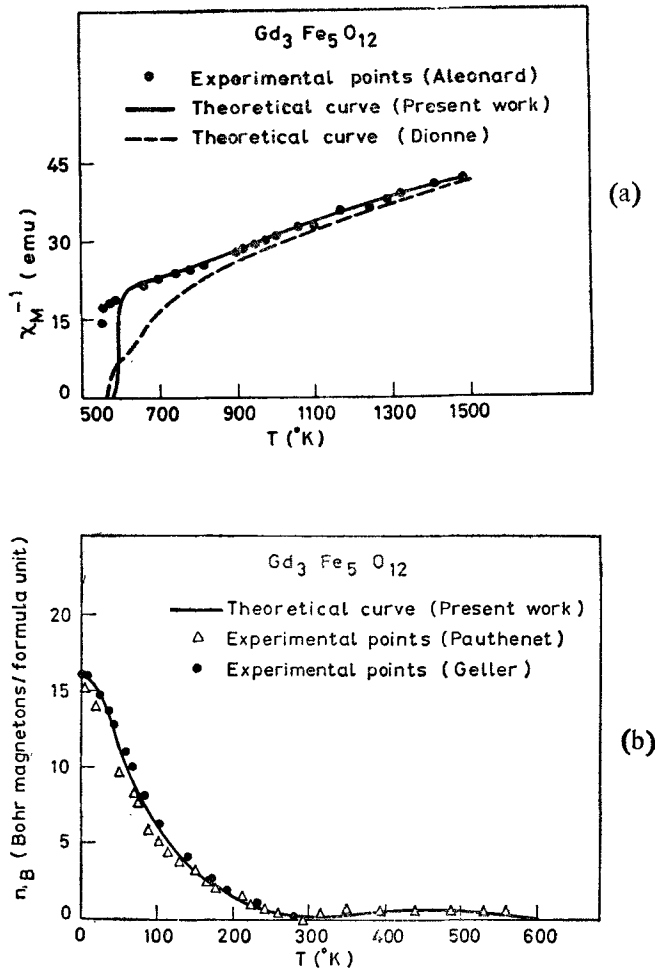 Gd3 Fe5 O12
Experimental points (Aleonard)
Theoretical curve (Present work)
Theoretical curve (Dionne)
45
30
15
0
χM-1 (emu)
500 700 900 1100 1300 1500
T (°K)
(a)
Gd3 Fe5 O12
Theoretical curve (Present work)
Experimental points (Pauthenet)
Experimental points (Geller)
20
15
10
5
0
nB (Bohr magnetons/formula unit)
0 100 200 300 400 500 600
T (°K)
(b)